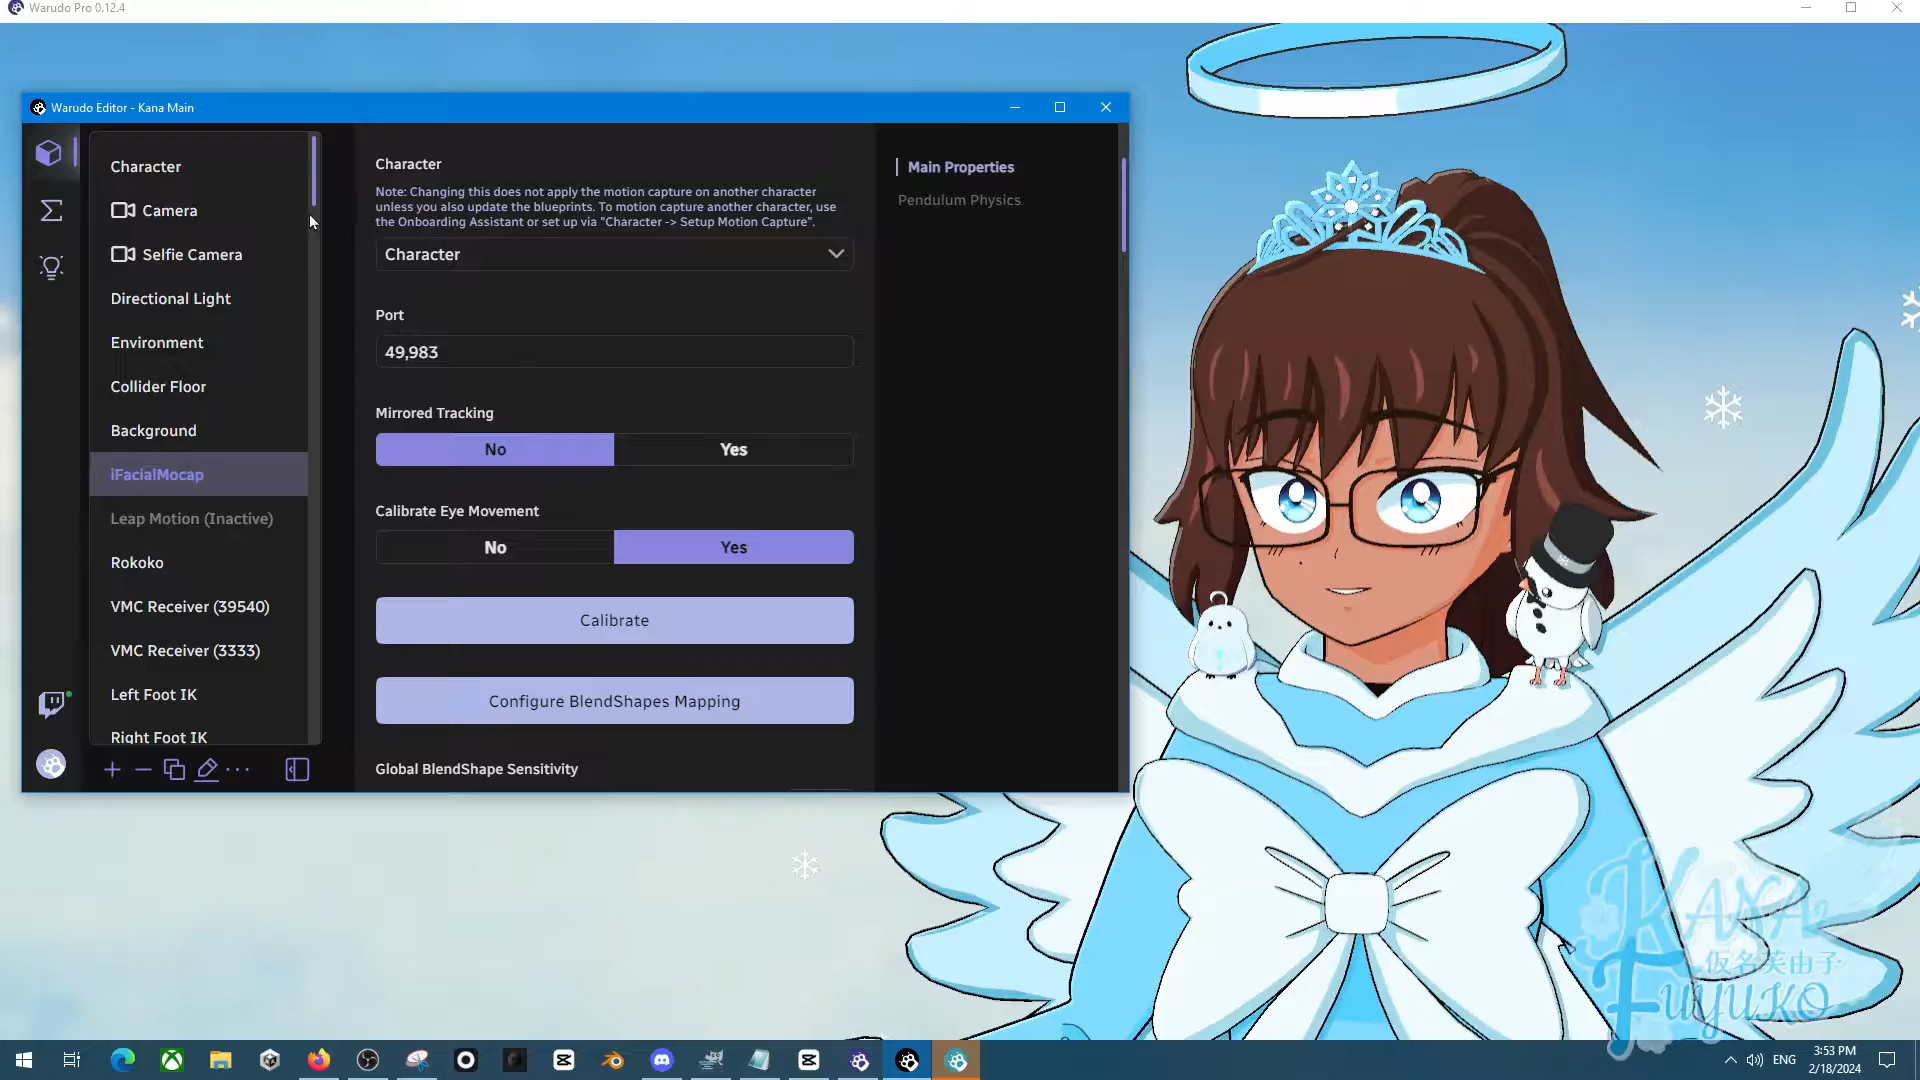 Warudo Pro 0.12.4
Warudo Editor - Kana Main
Character
Camera
Selfie Camera
Directional Light
Environment
Collider Floor
Background
iFacialMocap
Leap Motion (Inactive)
Rokoko
VMC Receiver (39540)
VMC Receiver (3333)
Left Foot IK
Right Foot IK
Character
Note: Changing this does not apply the motion capture on another character
unless you also update the blueprints. To motion capture another character, use
the Onboarding Assistant or set up via "Character -> Setup Motion Capture".
Character
Port
49,983
Mirrored Tracking
No
Yes
Calibrate Eye Movement
No
Yes
Calibrate
Configure BlendShapes Mapping
Global BlendShape Sensitivity
Main Properties
Pendulum Physics
KANA
仮名芙由子
FUYUKO
ENG
3:53 PM
2/18/2024